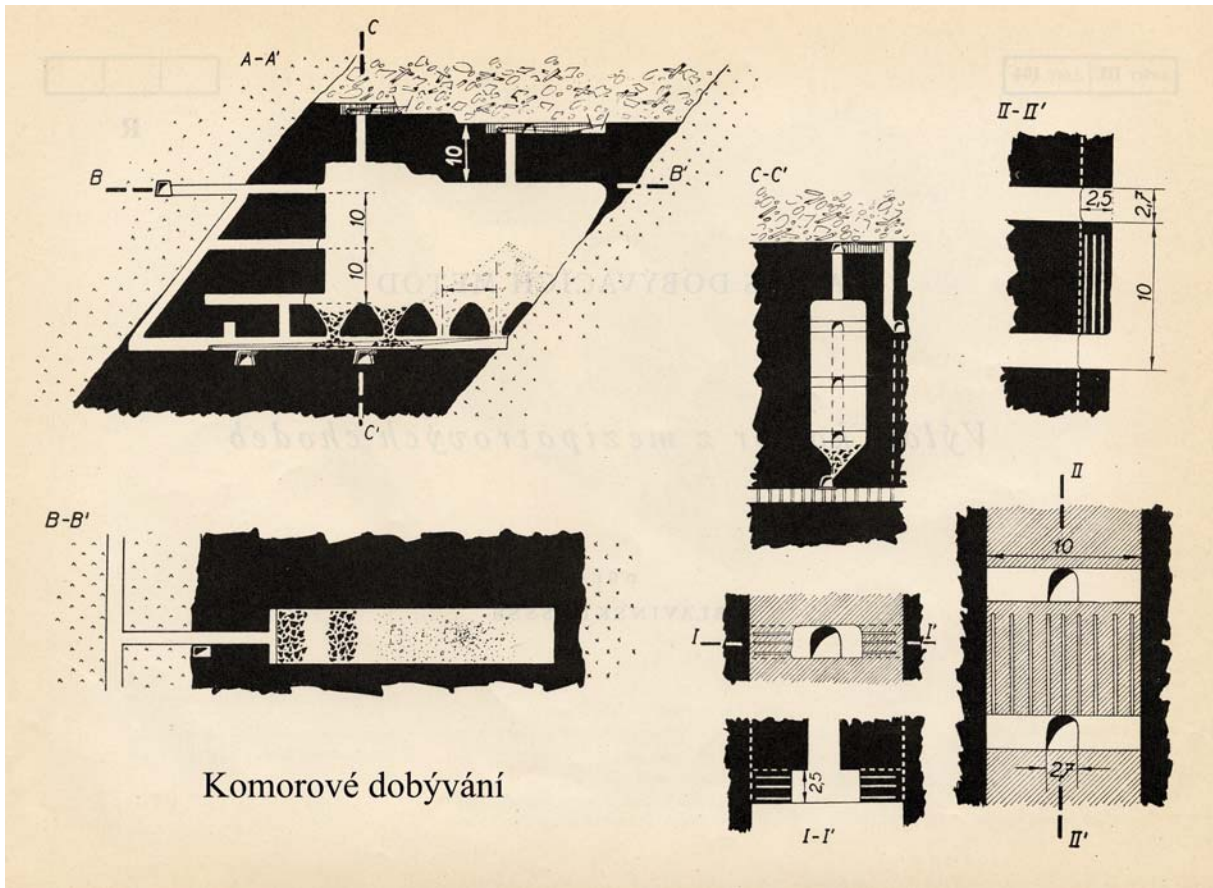 C
A-A'
II-II'
10
B
B'
C-C'
2,5
2,7
10
10
10
C'
II
B-B'
10
I
I'
2,5
2,7
Komorové dobývání
I-I'
II'